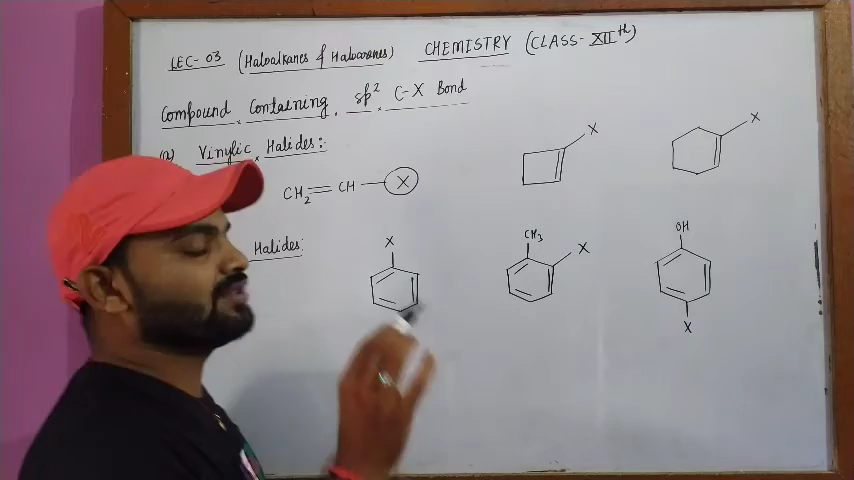 LEC-03 (Haloalkanes & Haloarenes) CHEMISTRY (CLASS-XIIth)
Compound Containing sp² C-X Bond
(a) Vinylic Halides:-
CH₂=CH-X
X
X
Halides:
X
CH₃
X
OH
X